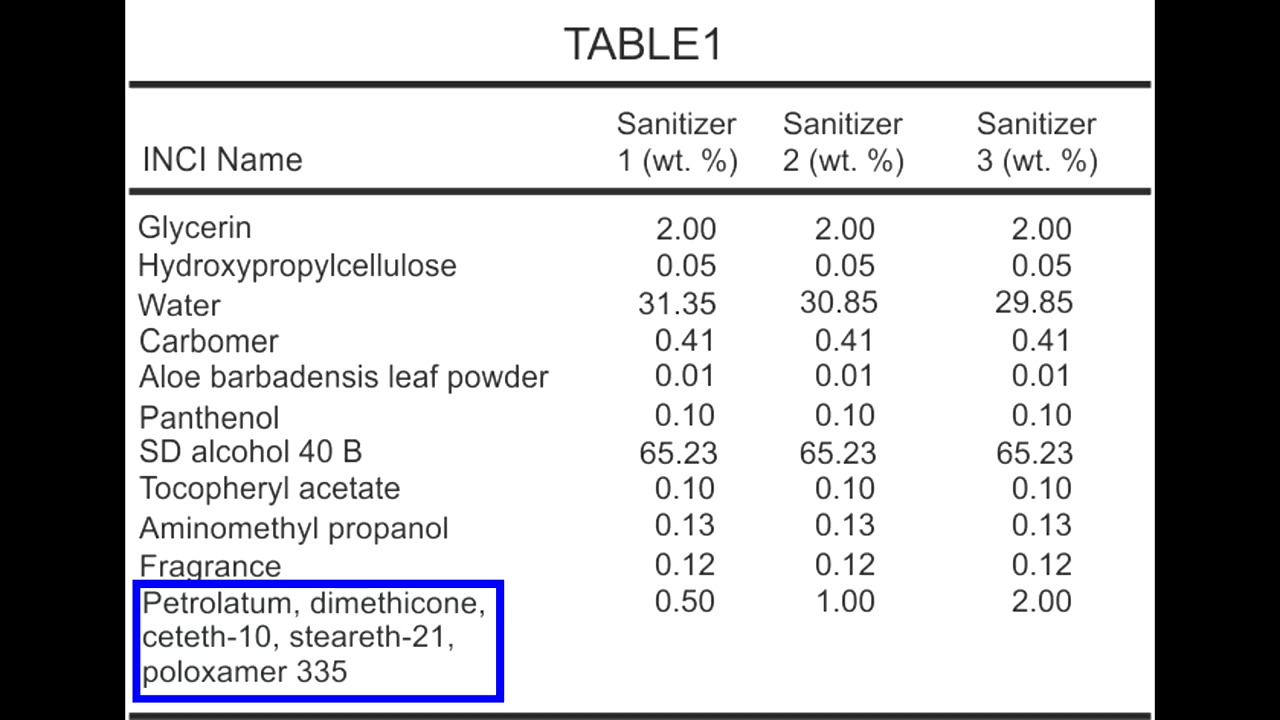 TABLE1
INCI Name Sanitizer 1 (wt. %) Sanitizer 2 (wt. %) Sanitizer 3 (wt. %)
Glycerin 2.00 2.00 2.00
Hydroxypropylcellulose 0.05 0.05 0.05
Water 31.35 30.85 29.85
Carbomer 0.41 0.41 0.41
Aloe barbadensis leaf powder 0.01 0.01 0.01
Panthenol 0.10 0.10 0.10
SD alcohol 40 B 65.23 65.23 65.23
Tocopheryl acetate 0.10 0.10 0.10
Aminomethyl propanol 0.13 0.13 0.13
Fragrance 0.12 0.12 0.12
Petrolatum, dimethicone, 0.50 1.00 2.00
ceteth-10, steareth-21,
poloxamer 335